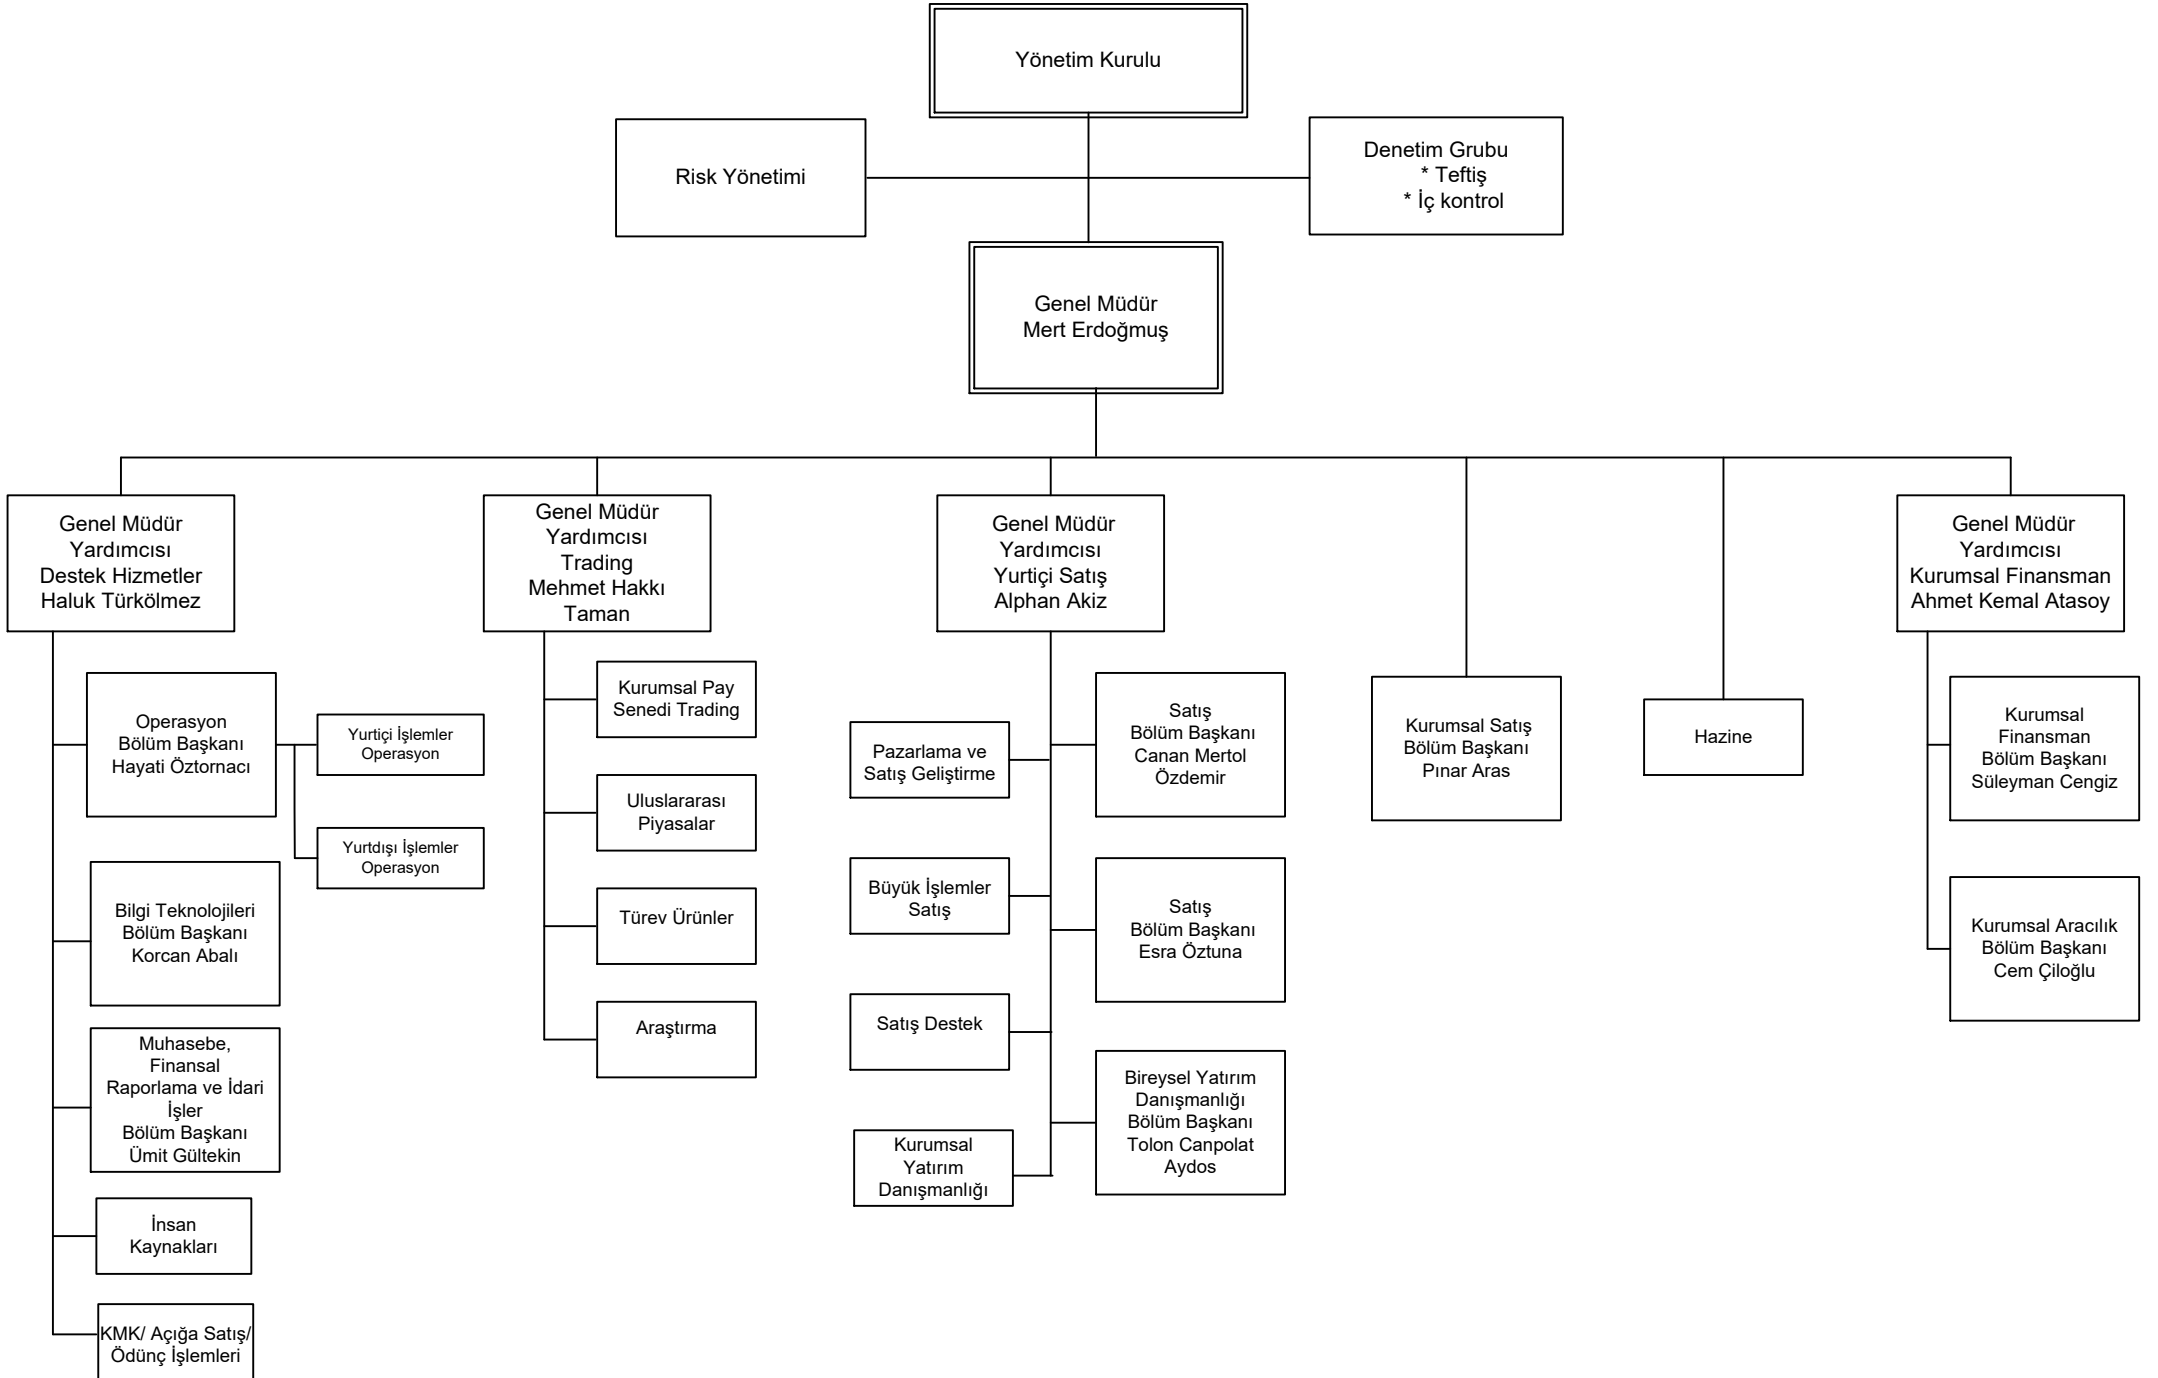 Yönetim Kurulu
Risk Yönetimi
Denetim Grubu
* Teftiş
* İç kontrol
Genel Müdür
Mert Erdoğmuş
Genel Müdür
Yardımcısı
Destek Hizmetler
Haluk Türkölmez
Genel Müdür
Yardımcısı
Trading
Mehmet Hakkı
Taman
Genel Müdür
Yardımcısı
Yurtiçi Satış
Alphan Akiz
Genel Müdür
Yardımcısı
Kurumsal Finansman
Ahmet Kemal Atasoy
Operasyon
Bölüm Başkanı
Hayati Öztornacı
Yurtiçi İşlemler
Operasyon
Yurtdışı İşlemler
Operasyon
Bilgi Teknolojileri
Bölüm Başkanı
Korcan Abalı
Muhasebe,
Finansal
Raporlama ve İdari
İşler
Bölüm Başkanı
Ümit Gültekin
İnsan
Kaynakları
KMK/ Açığa Satış/
Ödünç İşlemleri
Kurumsal Pay
Senedi Trading
Uluslararası
Piyasalar
Türev Ürünler
Araştırma
Pazarlama ve
Satış Geliştirme
Büyük İşlemler
Satış
Satış Destek
Kurumsal
Yatırım
Danışmanlığı
Satış
Bölüm Başkanı
Canan Mertol
Özdemir
Satış
Bölüm Başkanı
Esra Öztuna
Bireysel Yatırım
Danışmanlığı
Bölüm Başkanı
Tolon Canpolat
Aydos
Kurumsal Satış
Bölüm Başkanı
Pınar Aras
Hazine
Kurumsal
Finansman
Bölüm Başkanı
Süleyman Cengiz
Kurumsal Aracılık
Bölüm Başkanı
Cem Çiloğlu